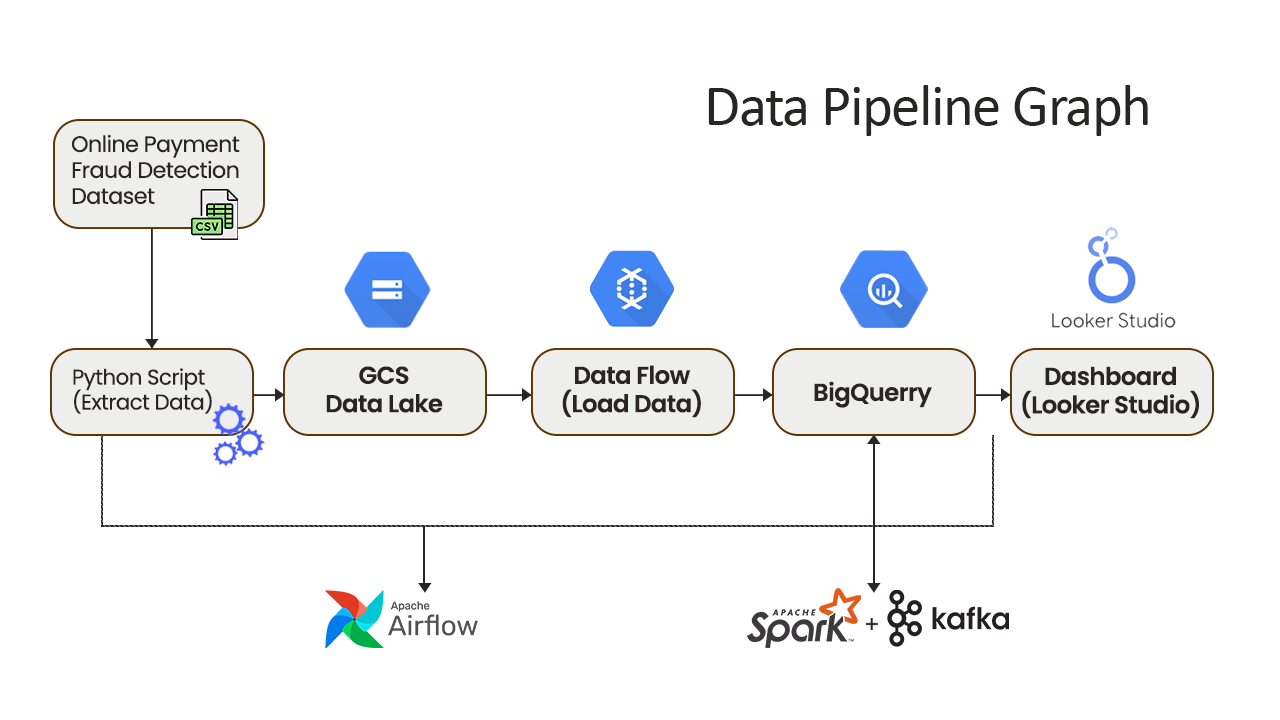 Data Pipeline Graph
Online Payment
Fraud Detection
Dataset
CSV
Looker Studio
Python Script
(Extract Data)
GCS
Data Lake
Data Flow
(Load Data)
BigQuerry
Dashboard
(Looker Studio)
Apache
Airflow
APACHE
Spark™
+
kafka